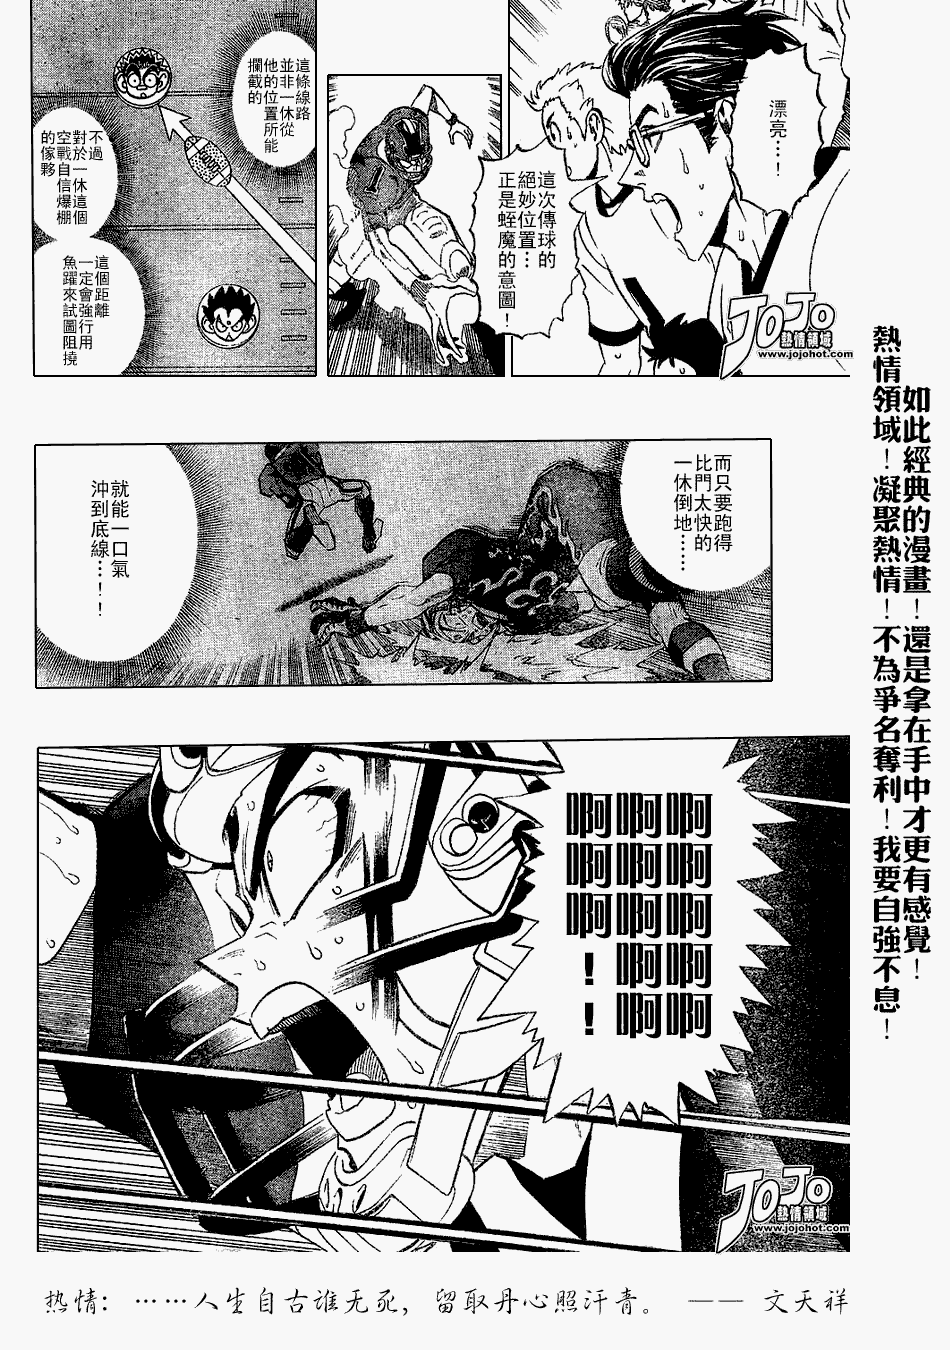 漂亮…！
這次傳球的
絕妙位置…
正是蛭魔的意圖！
這條線路
並非一休從
他的位置所能
攔截的
不過
對於一休這個
空戰自信爆棚
的傢夥
這個距離
一定會強行用
魚躍來試圖阻撓
JOJO
熱情領域
www.jojohot.com
而只要跑得
比門太快的
一休倒地……
就能一口氣
沖到底線…！！
啊啊啊啊啊
啊啊啊啊啊
啊啊啊！！
JOJO
熱情領域
www.jojohot.com
如此經典的漫畫！還是拿在手中才更有感覺！
熱情領域！凝聚熱情！不為爭名奪利！我要自強不息！
热情：……人生自古谁无死，留取丹心照汗青。 —— 文天祥